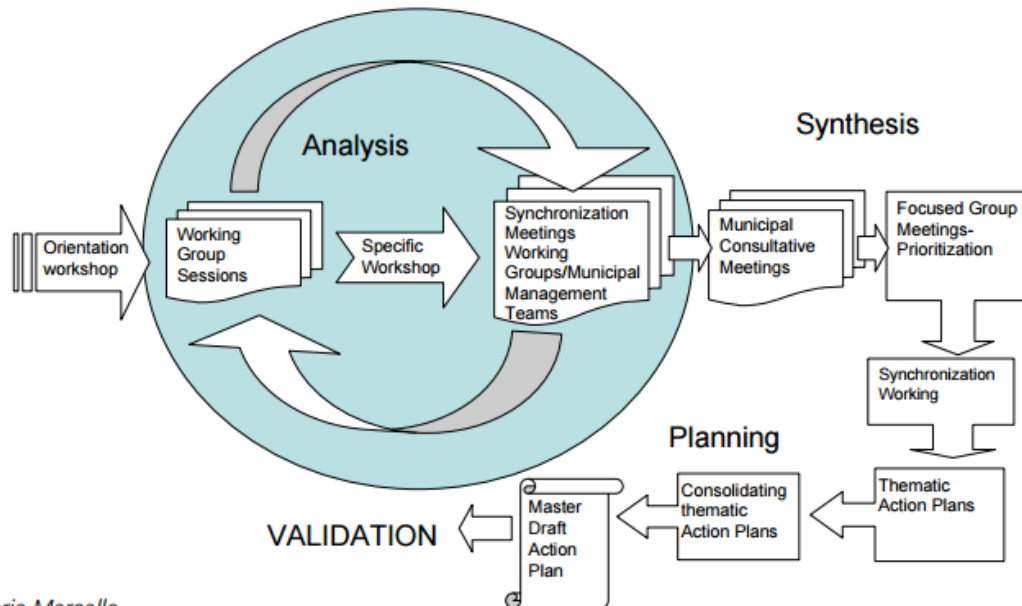 Analysis
Synthesis
Orientation
workshop
Working
Group
Sessions
Specific
Workshop
Synchronization
Meetings
Working
Groups/Municipal
Management
Teams
Municipal
Consultative
Meetings
Focused Group
Meetings-
Prioritization
Synchronization
Working
Planning
Thematic
Action Plans
Consolidating
thematic
Action Plans
Master
Draft
Action
Plan
VALIDATION